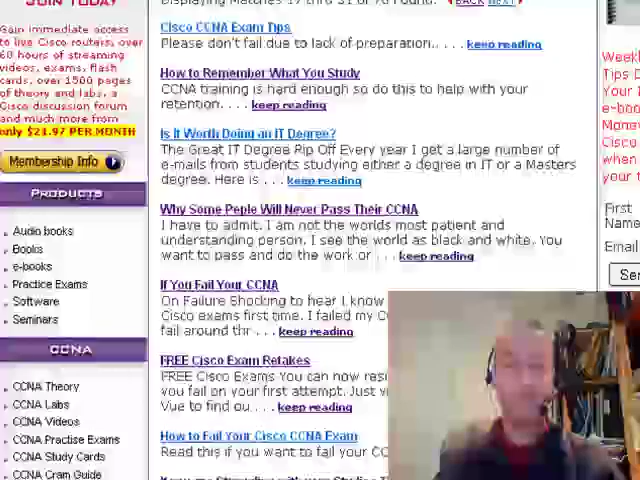 JOIN TODAY
Gain immediate access
to live Cisco routers, over
60 hours of streaming
videos, exams, flash
cards, over 1500 pages
of theory and labs, a
Cisco discussion forum
and much more from
only $21.97 PER MONTH
Membership Info
PRODUCTS
Audio books
Books
e-books
Practice Exams
Software
Seminars
CCNA
CCNA Theory
CCNA Labs
CCNA Videos
CCNA Practise Exams
CCNA Study Cards
CCNA Cram Guide
Displaying Matches 17 thru 31 of 70 Found. BACK NEXT
Cisco CCNA Exam Tips
Please don't fail due to lack of preparation.. . . . keep reading
How to Remember What You Study
CCNA training is hard enough so do this to help with your
retention. . . . keep reading
Is It Worth Doing an IT Degree?
The Great IT Degree Rip Off Every year I get a large number of
e-mails from students studying either a degree in IT or a Masters
degree. Here is . . . keep reading
Why Some Peple Will Never Pass Their CCNA
I have to admit. I am not the worlds most patient and
understanding person. I see the world as black and white. You
want to pass and do the work or . . . keep reading
If You Fail Your CCNA
On Failure Shocking to hear I know
Cisco exams first time. I failed my C
fail around thr . . . keep reading
FREE Cisco Exam Retakes
FREE Cisco Exams You can now resi
you fail on your first attempt. Just v
Vue to find ou. . . . keep reading
How to Fail Your Cisco CCNA Exam
Read this if you want to fail your CC
Weekl
Tips D
Your I
e-boo
Money
Cisco
when
your t
First
Name
Email
Sen